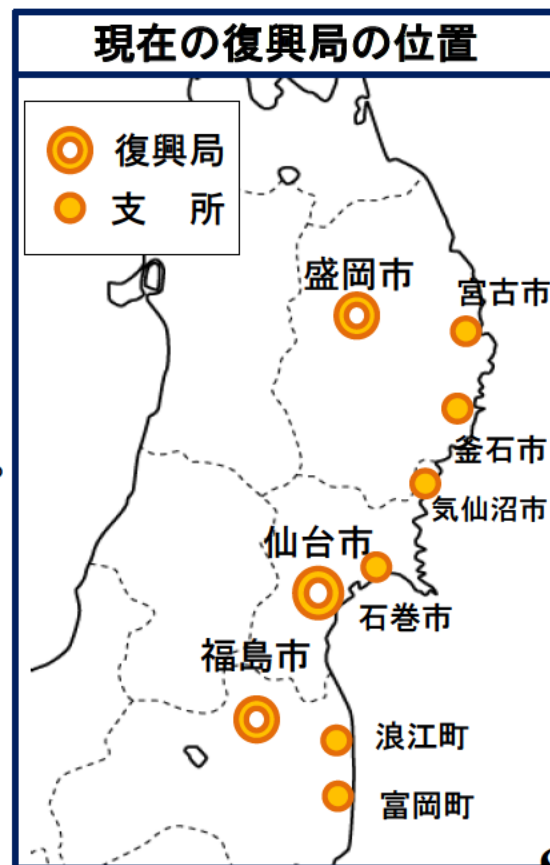 現在の復興局の位置
復興局
支　所
盛岡市
宮古市
釜石市
気仙沼市
仙台市
石巻市
福島市
浪江町
富岡町